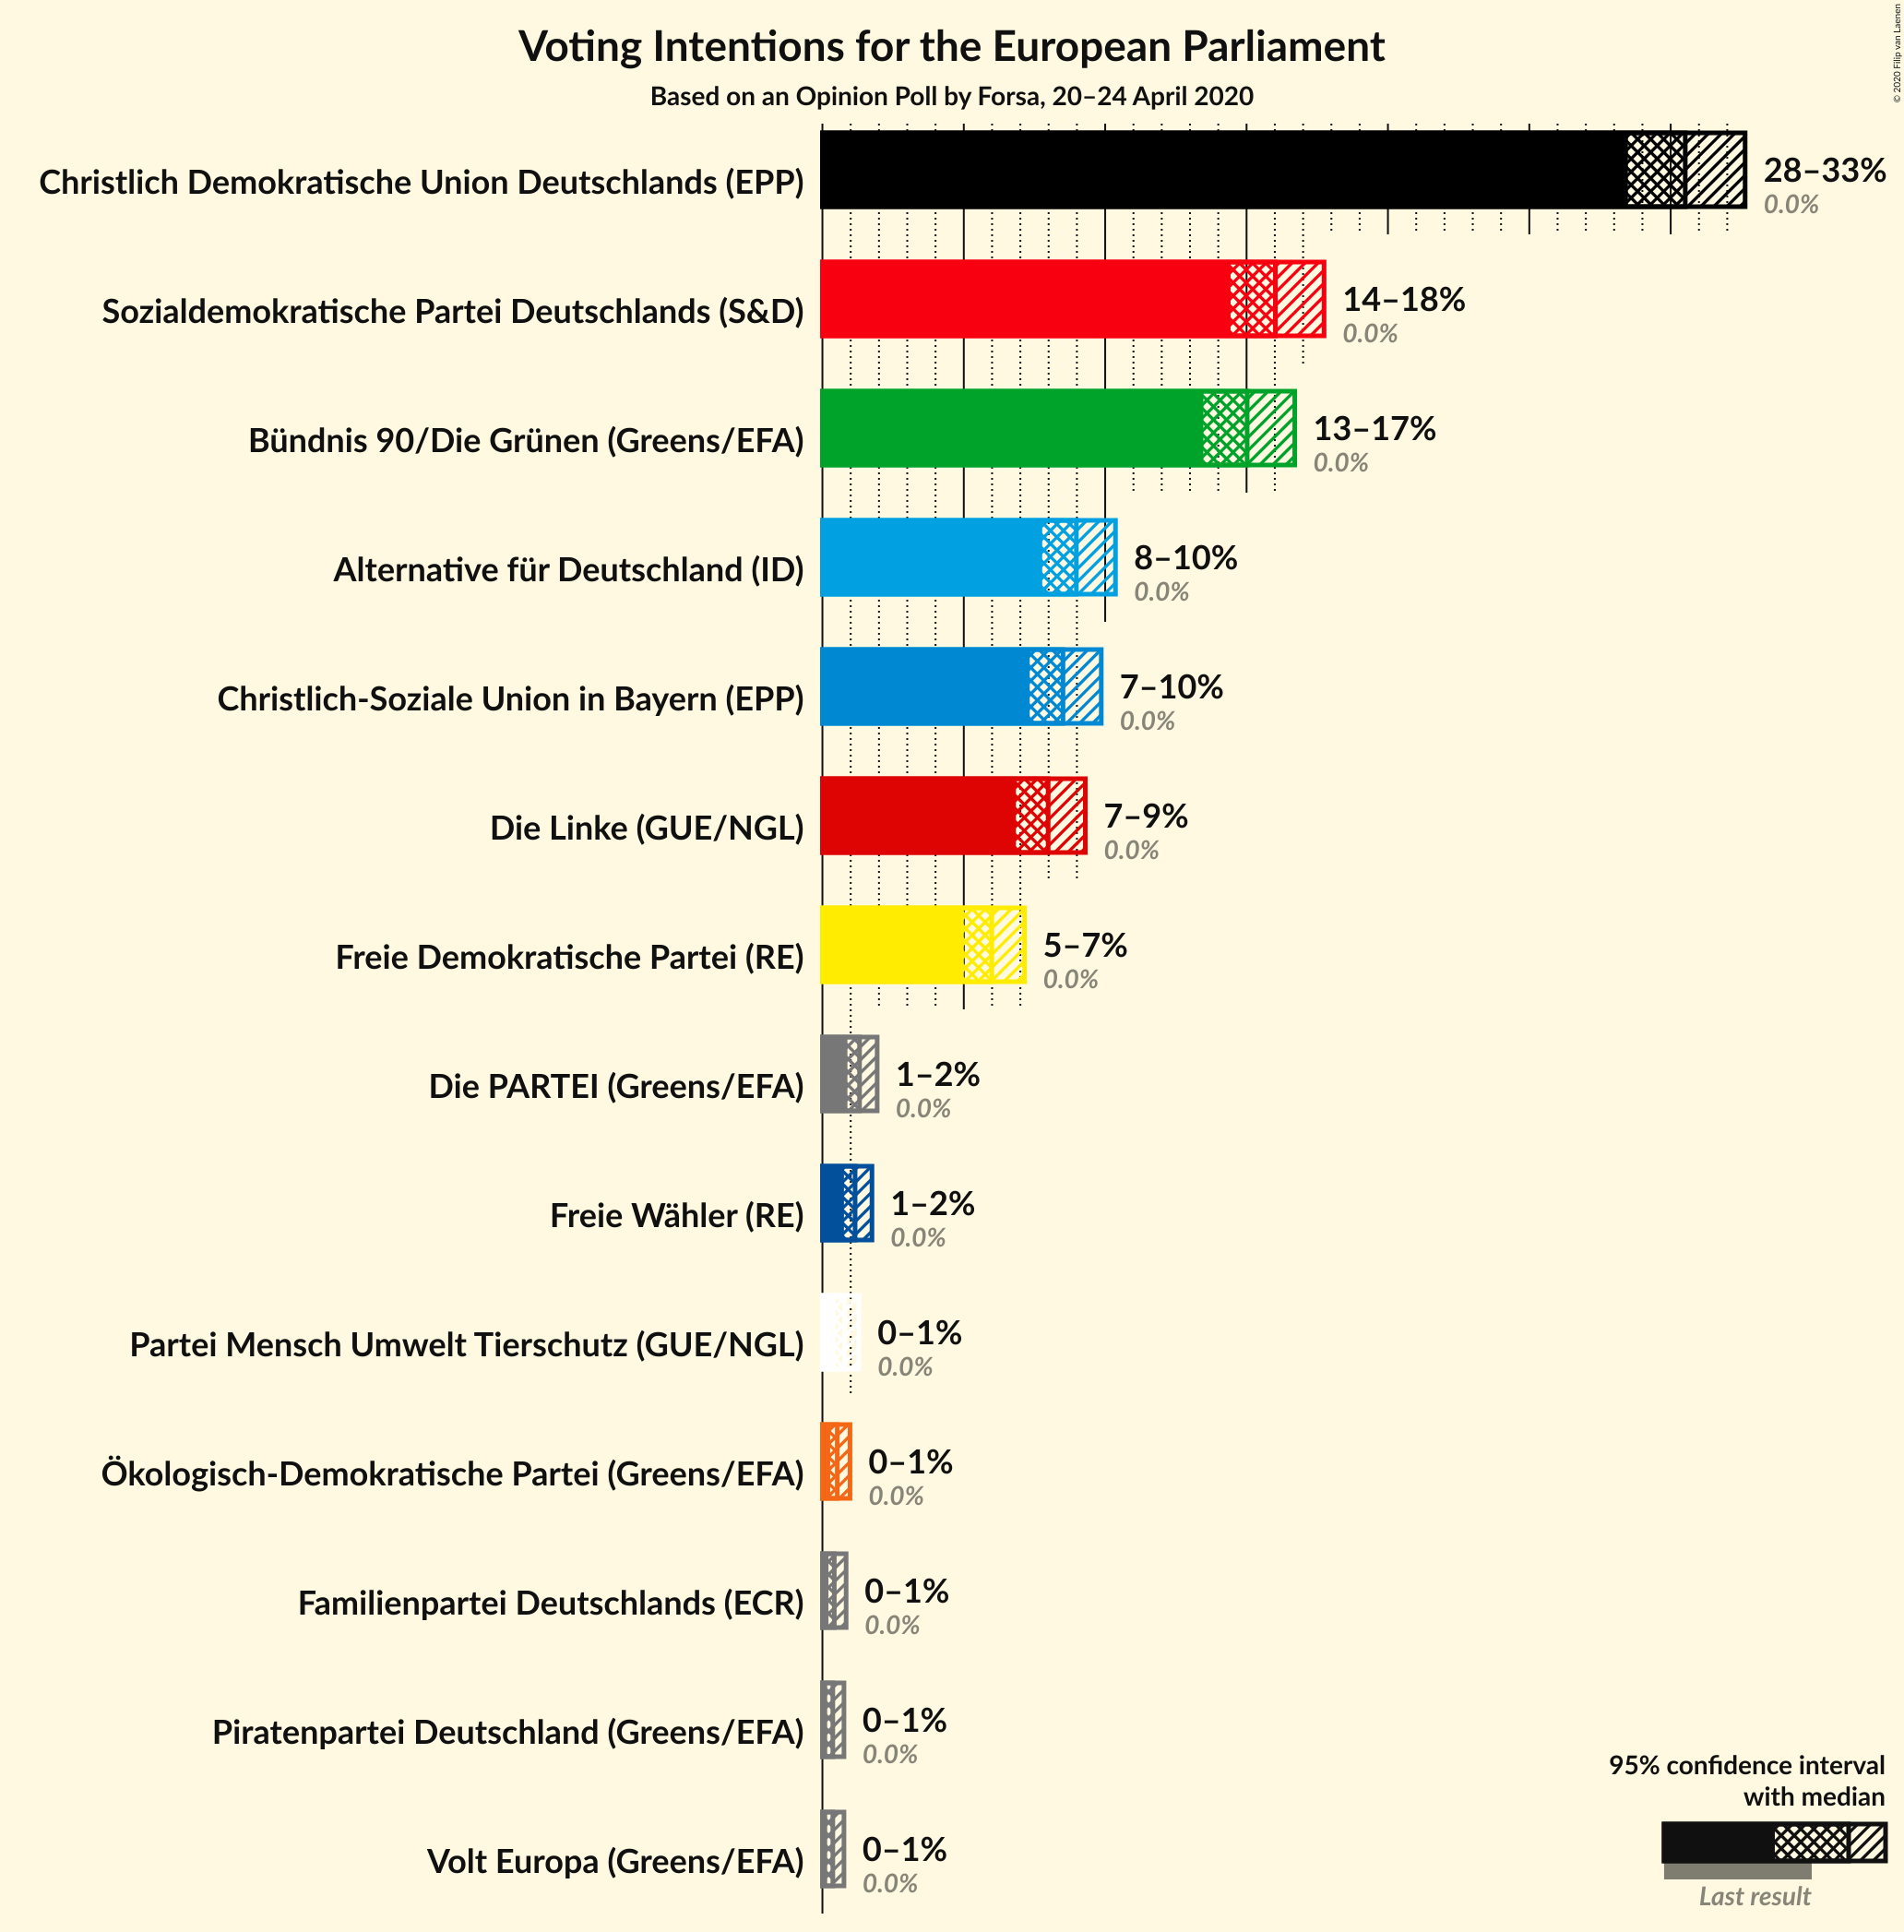 Voting Intentions for the European Parliament
Based on an Opinion Poll by Forsa, 20–24 April 2020
© 2020 Filip van Laenen
Christlich Demokratische Union Deutschlands (EPP)
28–33%
0.0%
Sozialdemokratische Partei Deutschlands (S&D)
14–18%
0.0%
Bündnis 90/Die Grünen (Greens/EFA)
13–17%
0.0%
Alternative für Deutschland (ID)
8–10%
0.0%
Christlich-Soziale Union in Bayern (EPP)
7–10%
0.0%
Die Linke (GUE/NGL)
7–9%
0.0%
Freie Demokratische Partei (RE)
5–7%
0.0%
Die PARTEI (Greens/EFA)
1–2%
0.0%
Freie Wähler (RE)
1–2%
0.0%
Partei Mensch Umwelt Tierschutz (GUE/NGL)
0–1%
0.0%
Ökologisch-Demokratische Partei (Greens/EFA)
0–1%
0.0%
Familienpartei Deutschlands (ECR)
0–1%
0.0%
Piratenpartei Deutschland (Greens/EFA)
0–1%
0.0%
Volt Europa (Greens/EFA)
0–1%
0.0%
95% confidence interval
with median
Last result